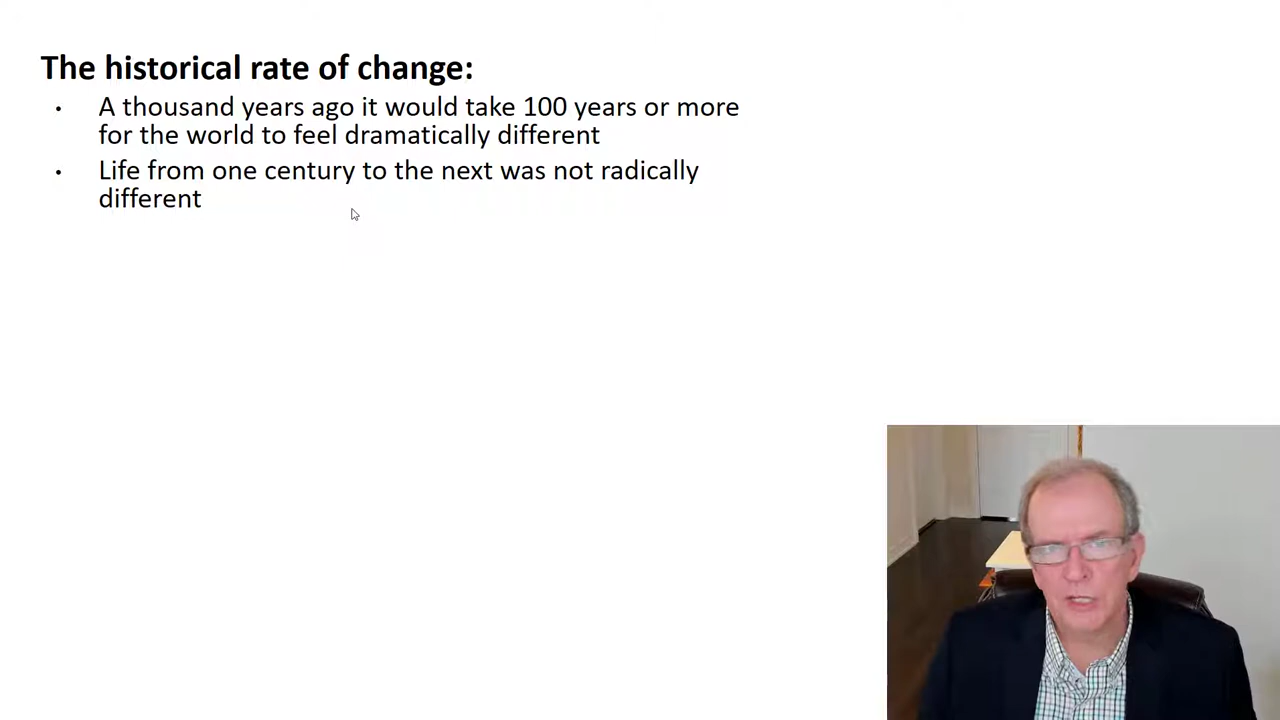 The historical rate of change:
• A thousand years ago it would take 100 years or more
for the world to feel dramatically different
• Life from one century to the next was not radically
different